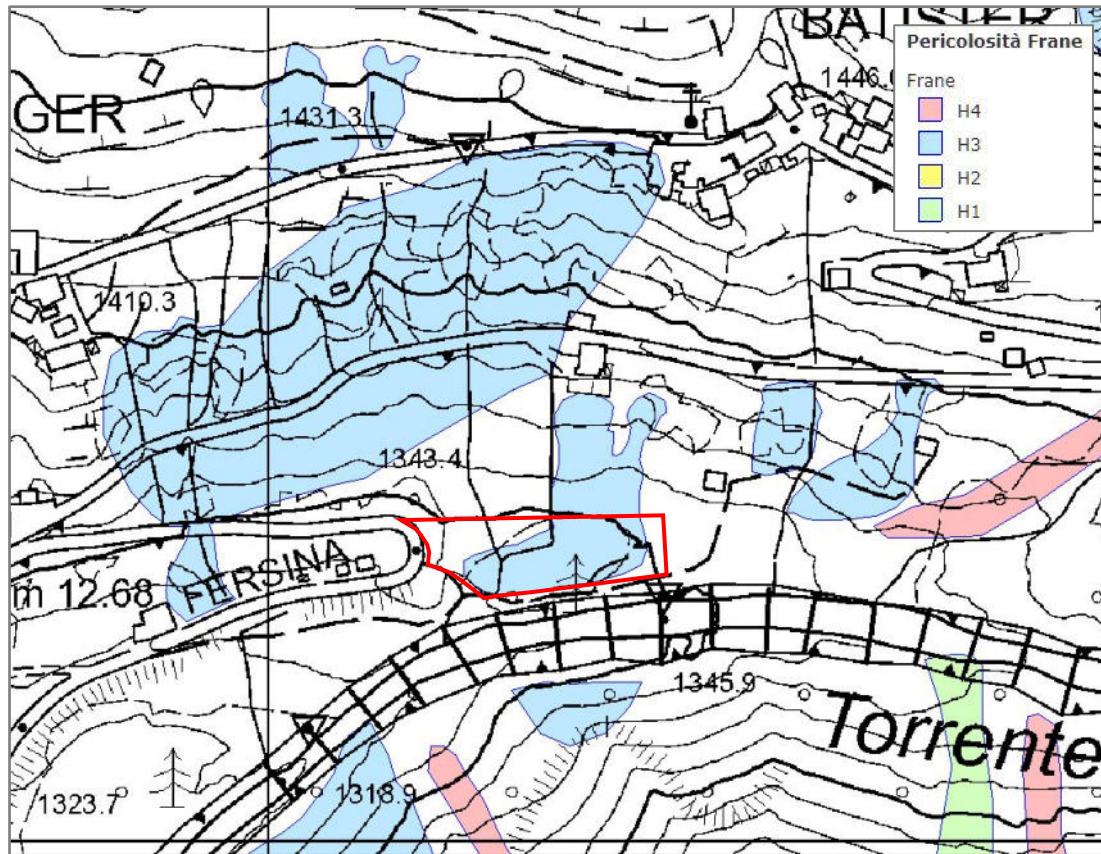 GER
1431.3
1446.
Pericolosità Frane
Frane
H4
H3
H2
H1
1410.3
1343.4
FERSINA
m 12.68
1345.9
Torrente
1323.7
1318.9